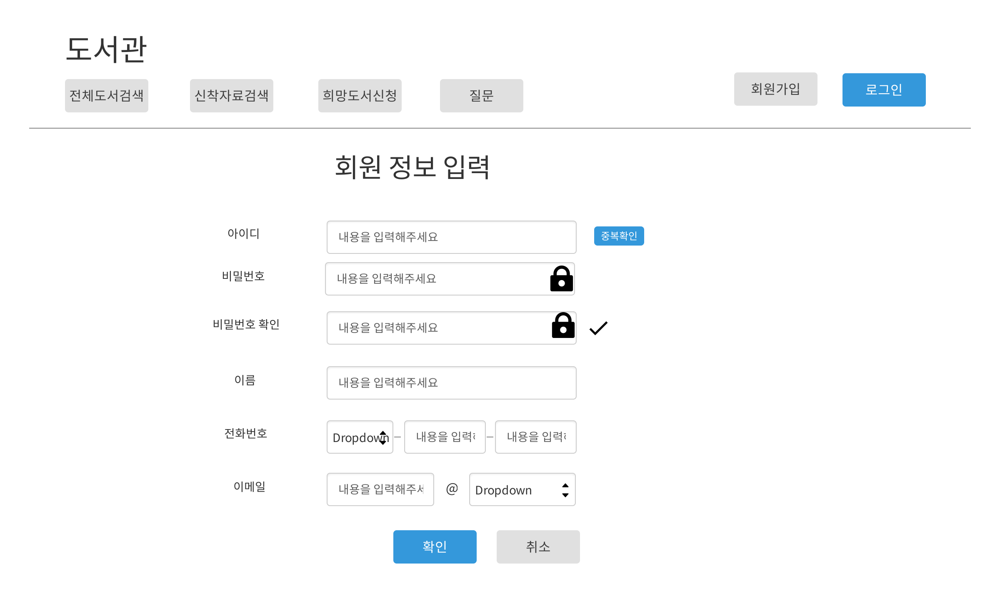 도서관
전체도서검색 신착자료검색 희망도서신청 질문 회원가입 로그인
회원 정보 입력
아이디 내용을 입력해주세요 중복확인
비밀번호 내용을 입력해주세요
비밀번호 확인 내용을 입력해주세요
이름 내용을 입력해주세요
전화번호 Dropdown – 내용을 입력 – 내용을 입력
이메일 내용을 입력해주 @ Dropdown
확인 취소